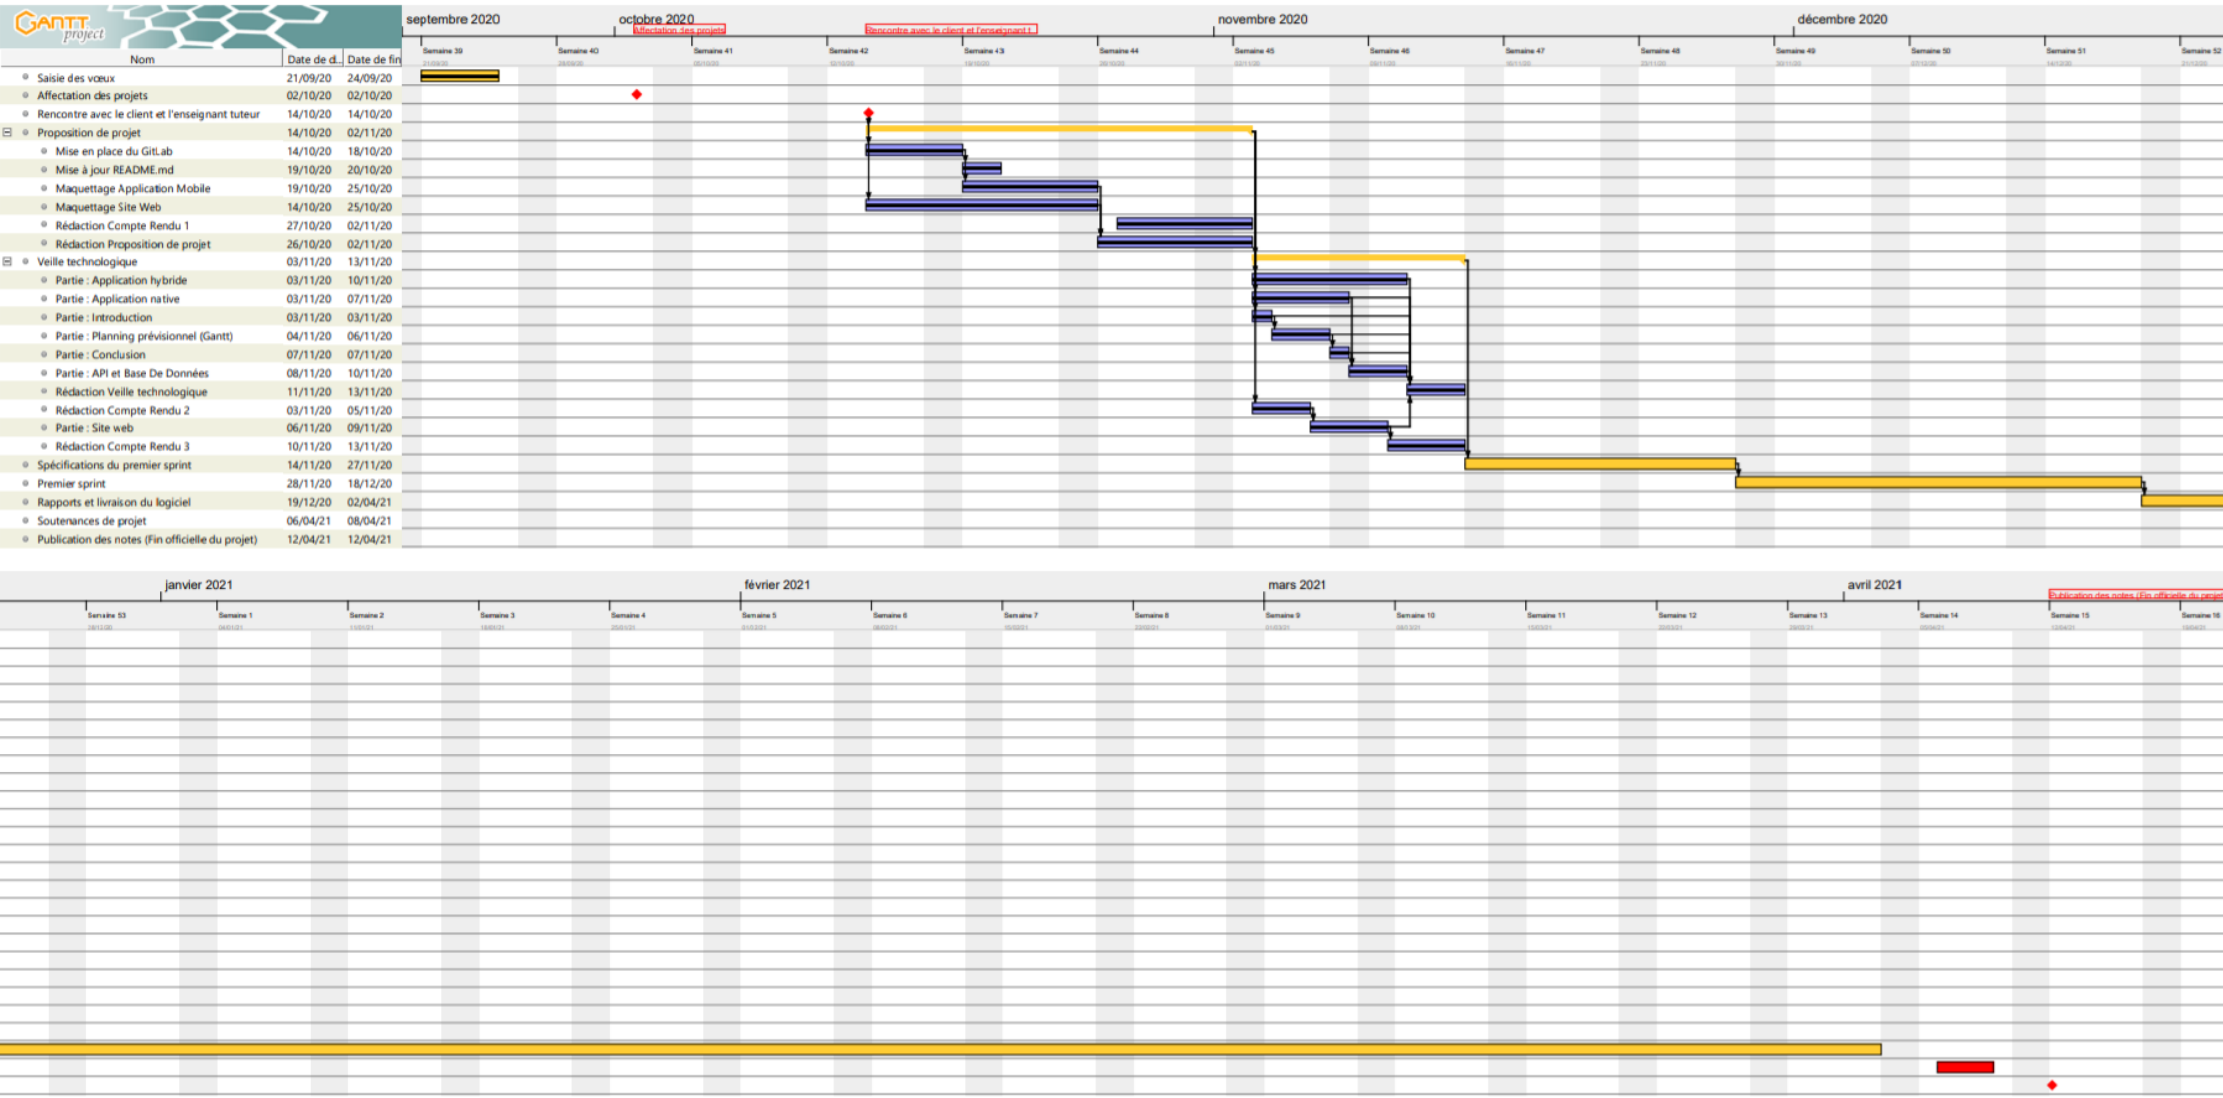 GANTT
project
septembre 2020
octobre 2020
novembre 2020
décembre 2020
Affectation des projets
Rencontre avec le client et l'enseignant t...
Semaine 39
Semaine 40
Semaine 41
Semaine 42
Semaine 43
Semaine 44
Semaine 45
Semaine 46
Semaine 47
Semaine 48
Semaine 49
Semaine 50
Semaine 51
Semaine 52
Nom Date de d... Date de fin
Saisie des vœux 21/09/20 24/09/20
Affectation des projets 02/10/20 02/10/20
Rencontre avec le client et l'enseignant tuteur 14/10/20 14/10/20
Proposition de projet 14/10/20 02/11/20
Mise en place du GitLab 14/10/20 18/10/20
Mise à jour README.md 19/10/20 20/10/20
Maquettage Application Mobile 19/10/20 25/10/20
Maquettage Site Web 14/10/20 25/10/20
Rédaction Compte Rendu 1 27/10/20 02/11/20
Rédaction Proposition de projet 26/10/20 02/11/20
Veille technologique 03/11/20 13/11/20
Partie : Application hybride 03/11/20 10/11/20
Partie : Application native 03/11/20 07/11/20
Partie : Introduction 03/11/20 03/11/20
Partie : Planning prévisionnel (Gantt) 04/11/20 06/11/20
Partie : Conclusion 07/11/20 07/11/20
Partie : API et Base De Données 08/11/20 10/11/20
Rédaction Veille technologique 11/11/20 13/11/20
Rédaction Compte Rendu 2 03/11/20 05/11/20
Partie : Site web 06/11/20 09/11/20
Rédaction Compte Rendu 3 10/11/20 13/11/20
Spécifications du premier sprint 14/11/20 27/11/20
Premier sprint 28/11/20 18/12/20
Rapports et livraison du logiciel 19/12/20 02/04/21
Soutenances de projet 06/04/21 08/04/21
Publication des notes (Fin officielle du projet) 12/04/21 12/04/21
janvier 2021
février 2021
mars 2021
avril 2021
Publication des notes (Fin officielle du projet
Semaine 53
Semaine 1
Semaine 2
Semaine 3
Semaine 4
Semaine 5
Semaine 6
Semaine 7
Semaine 8
Semaine 9
Semaine 10
Semaine 11
Semaine 12
Semaine 13
Semaine 14
Semaine 15
Semaine 16